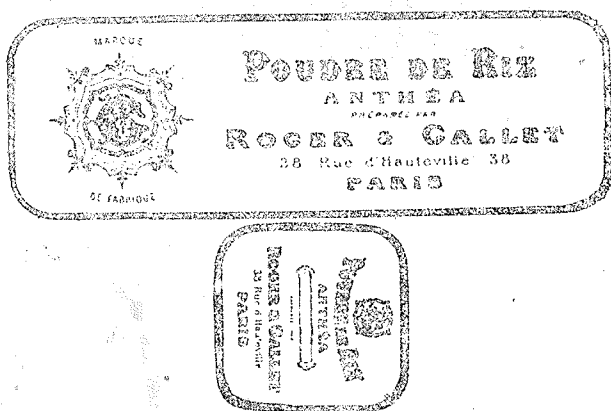 MARQUE
DE FABRIQUE
POUDRE DE RIZ
ANTHÉA
PRÉPARÉE PAR
ROGER & GALLET
38 Rue d'Hauteville 38
PARIS
POUDRE DE RIZ
ANTHÉA
ROGER & GALLET
38 Rue d'Hauteville
PARIS